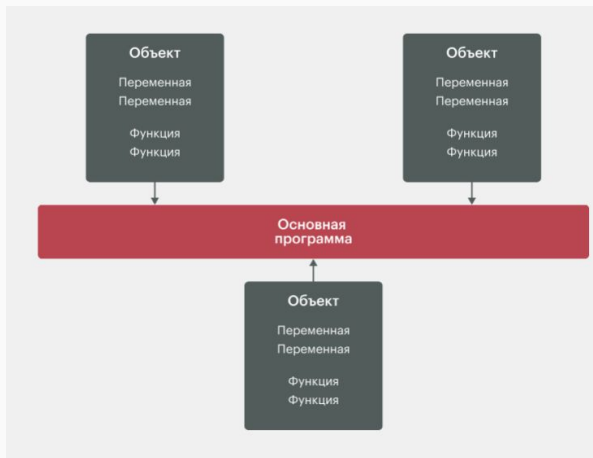 Объект
Переменная
Переменная
Функция
Функция
Объект
Переменная
Переменная
Функция
Функция
Основная
программа
Объект
Переменная
Переменная
Функция
Функция